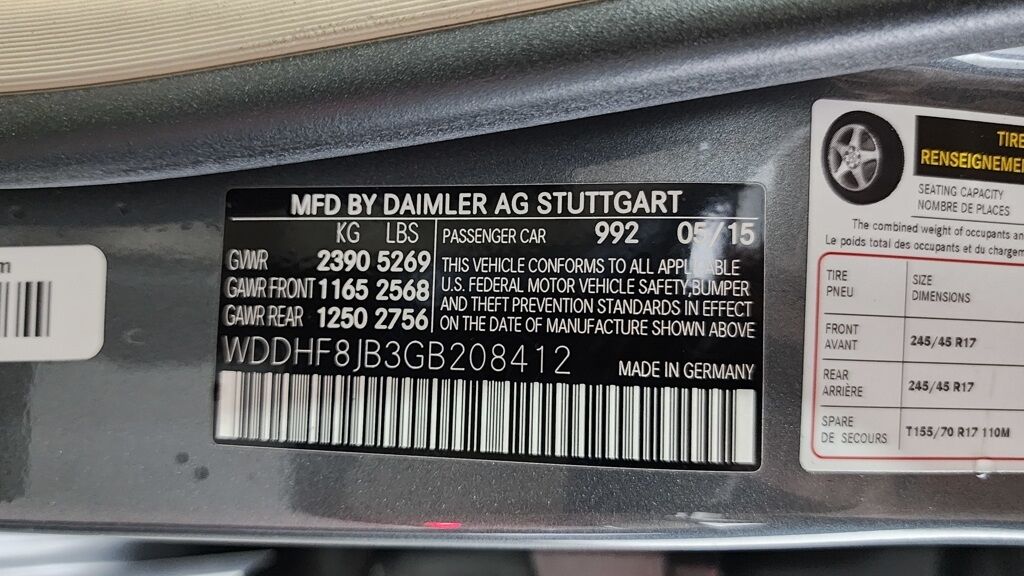 MFD BY DAIMLER AG STUTTGART
KG LBS
GVWR 2390 5269
GAWR FRONT 1165 2568
GAWR REAR 1250 2756
PASSENGER CAR 992 05/15
THIS VEHICLE CONFORMS TO ALL APPLICABLE
U.S. FEDERAL MOTOR VEHICLE SAFETY,BUMPER
AND THEFT PREVENTION STANDARDS IN EFFECT
ON THE DATE OF MANUFACTURE SHOWN ABOVE
WDDHF8JB3GB208412
MADE IN GERMANY
TIRE
RENSEIGNEME
SEATING CAPACITY
NOMBRE DE PLACES
The combined weight of occupants an
Le poids total des occupants et du chargem
TIRE SIZE
PNEU DIMENSIONS
FRONT
AVANT 245/45 R17
REAR
ARRIÈRE 245/45 R17
SPARE
DE SECOURS T155/70 R17 110M